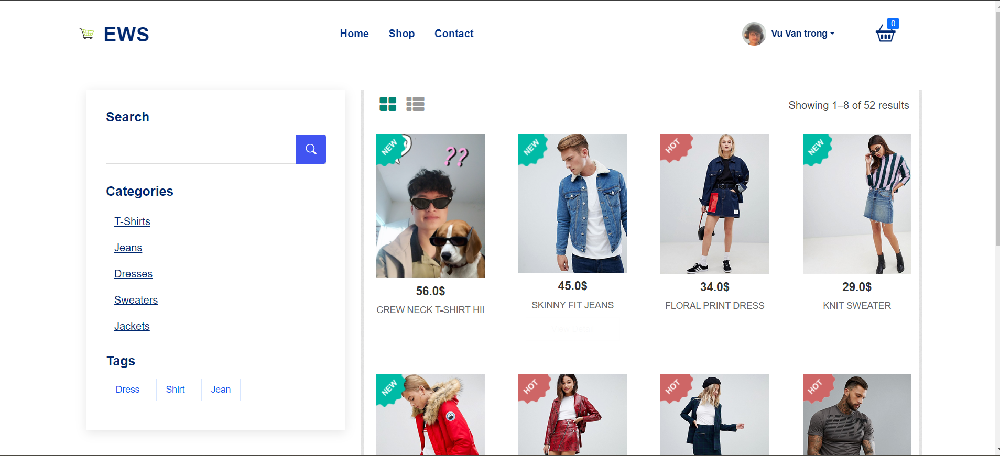 EWS
Home Shop Contact
Vu Van trong
0
Search
Categories
T-Shirts
Jeans
Dresses
Sweaters
Jackets
Tags
Dress Shirt Jean
Showing 1–8 of 52 results
NEW
??
56.0$
CREW NECK T-SHIRT HII
NEW
45.0$
SKINNY FIT JEANS
HOT
34.0$
FLORAL PRINT DRESS
NEW
29.0$
KNIT SWEATER
NEW
HOT
HOT
HOT